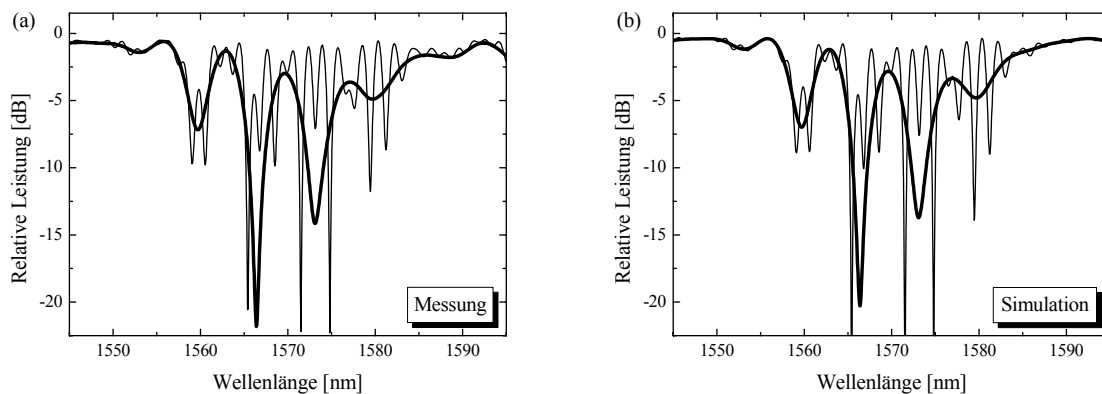 (a)
0
-5
-10
-15
-20
Relative Leistung [dB]
1550 1560 1570 1580 1590
Wellenlänge [nm]
Messung
(b)
0
-5
-10
-15
-20
Relative Leistung [dB]
1550 1560 1570 1580 1590
Wellenlänge [nm]
Simulation